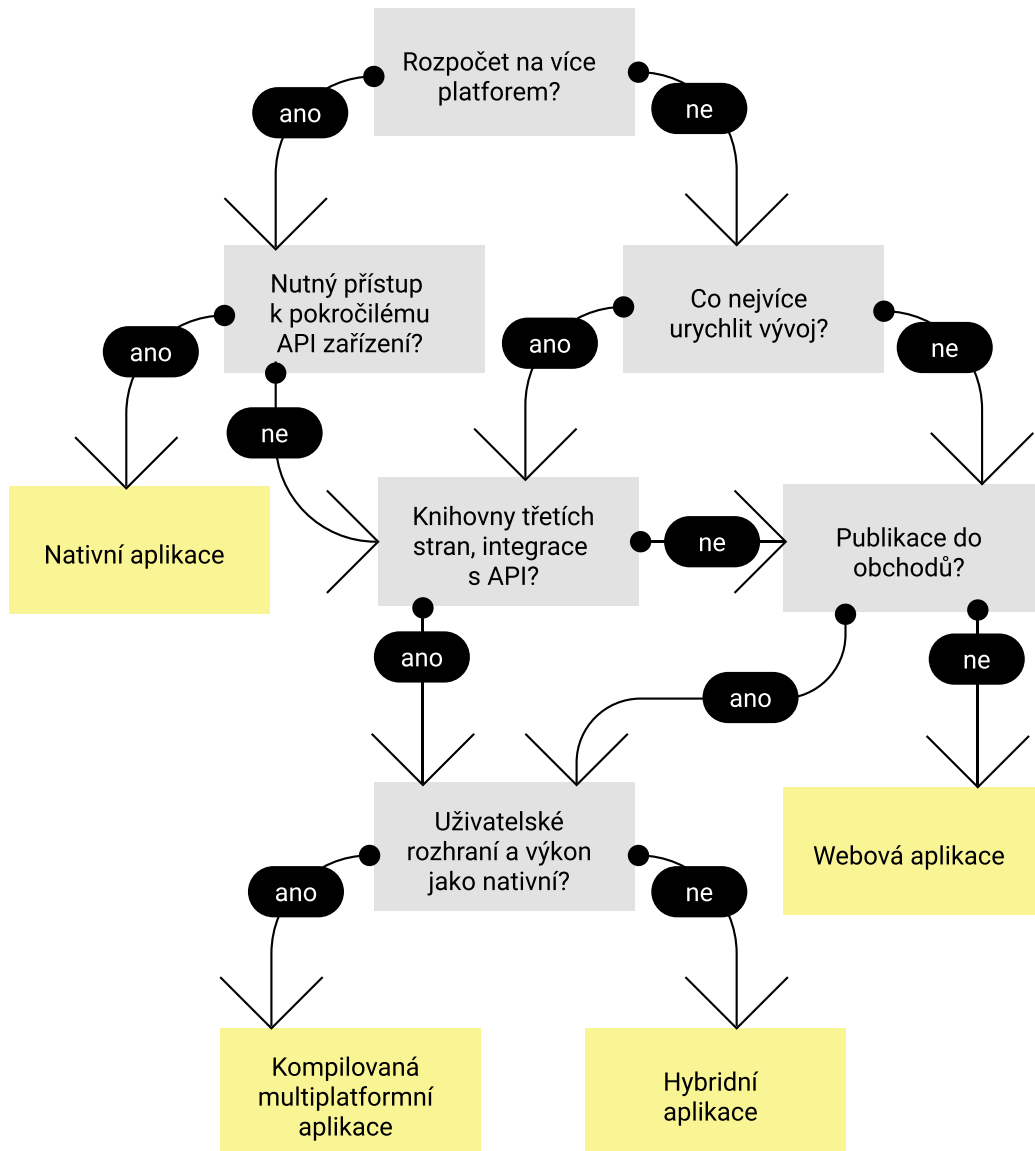 Rozpočet na více
platforem?
ano
ne
Nutný přístup
k pokročilému
API zařízení?
Co nejvíce
urychlit vývoj?
ano
ano
ne
ne
Nativní aplikace
Knihovny třetích
stran, integrace
s API?
ne
Publikace do
obchodů?
ano
ano
ne
Uživatelské
rozhraní a výkon
jako nativní?
Webová aplikace
ano
ne
Kompilovaná
multiplatformní
aplikace
Hybridní
aplikace